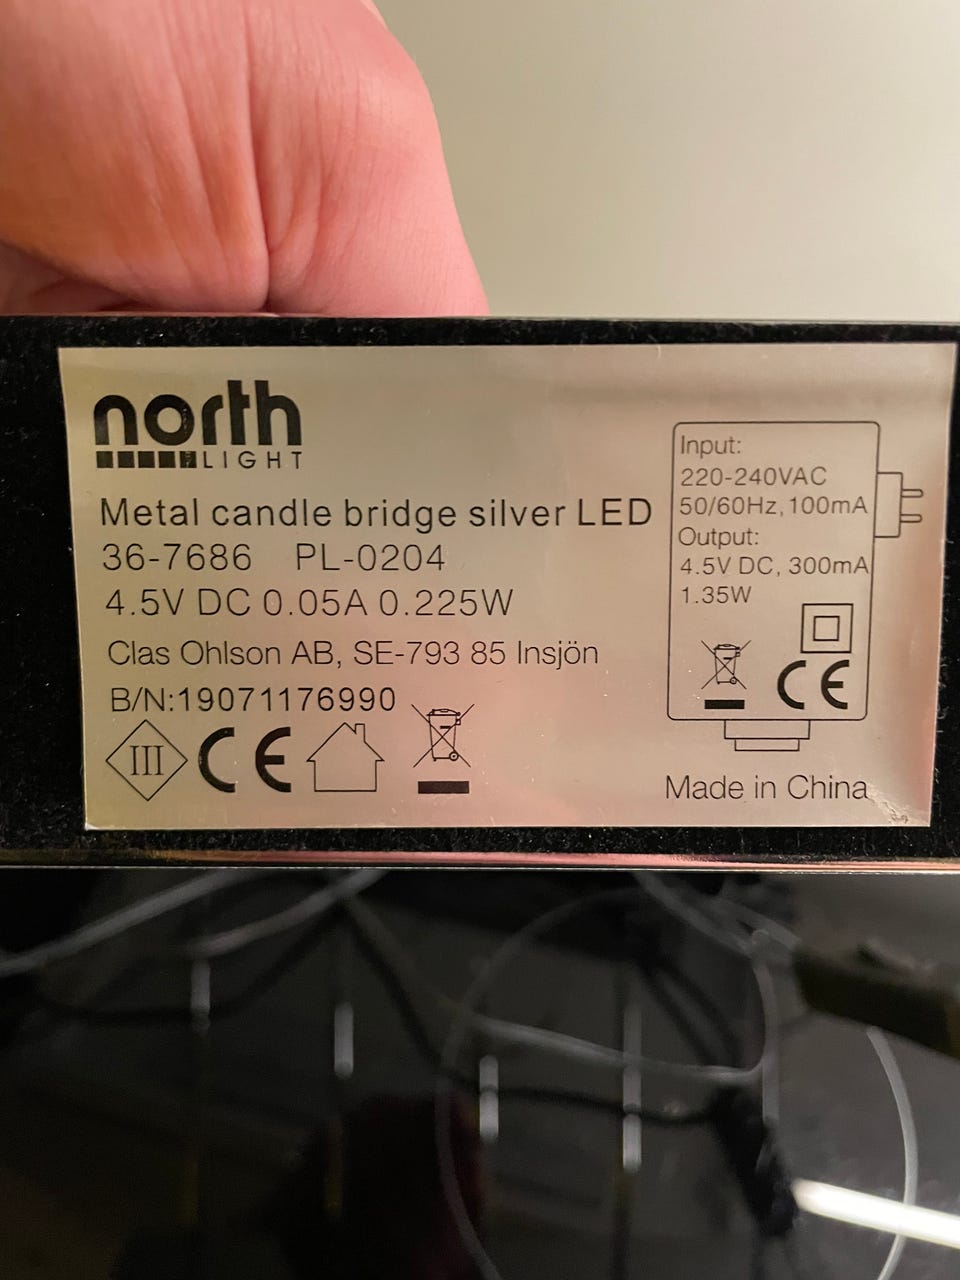 north
LIGHT
Metal candle bridge silver LED
36-7686 PL-0204
4.5V DC 0.05A 0.225W
Clas Ohlson AB, SE-793 85 Insjön
B/N:19071176990
III CE
Input:
220-240VAC
50/60Hz, 100mA
Output:
4.5V DC, 300mA
1.35W
CE
Made in China